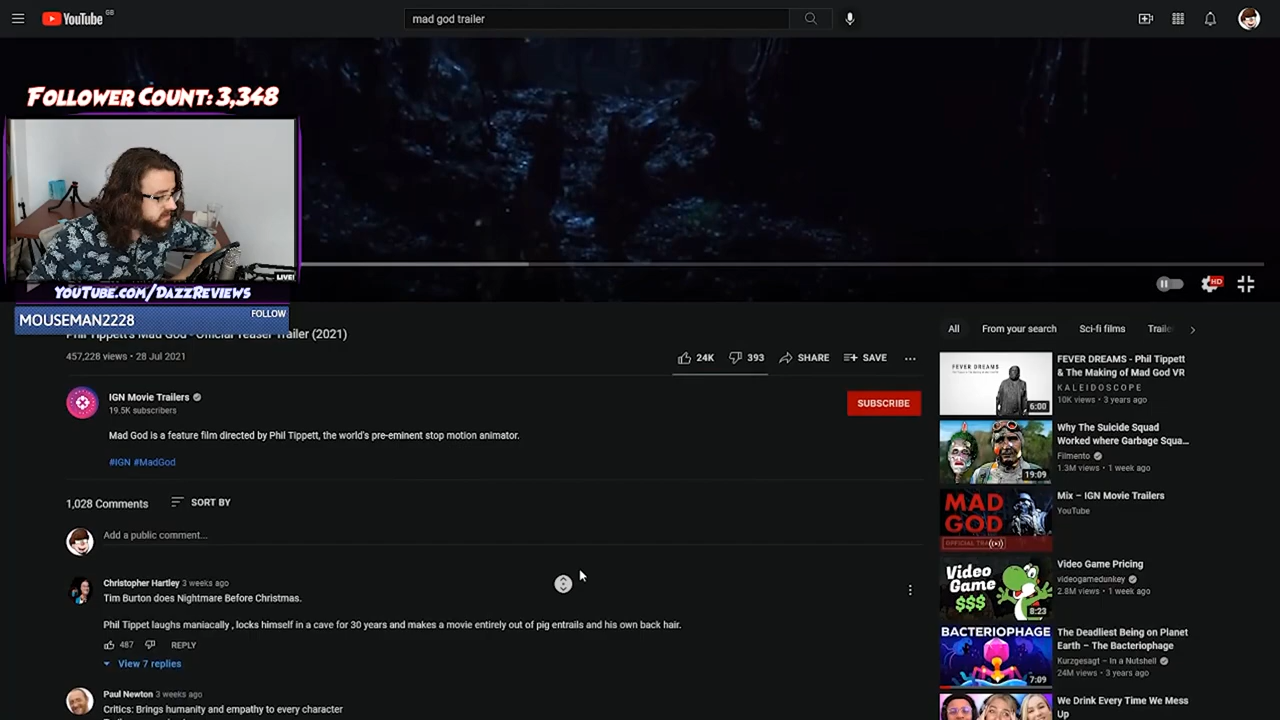 YouTube GB
mad god trailer
FOLLOWER COUNT: 3,348
LIVE!
YOUTUBE.COM/DAZZREVIEWS
MOUSEMAN2228
FOLLOW
HD
Phil Tippett's Mad God - Official Teaser Trailer (2021)
457,228 views • 28 Jul 2021
24K
393
SHARE
SAVE
IGN Movie Trailers
19.5K subscribers
SUBSCRIBE
Mad God is a feature film directed by Phil Tippett, the world's pre-eminent stop motion animator.
#IGN #MadGod
1,028 Comments
SORT BY
Add a public comment...
Christopher Hartley 3 weeks ago
Tim Burton does Nightmare Before Christmas.
Phil Tippet laughs maniacally , locks himself in a cave for 30 years and makes a movie entirely out of pig entrails and his own back hair.
487
REPLY
View 7 replies
Paul Newton 3 weeks ago
Critics: Brings humanity and empathy to every character
All
From your search
Sci-fi films
Traile
FEVER DREAMS
6:00
FEVER DREAMS - Phil Tippett
& The Making of Mad God VR
KALEIDOSCOPE
10K views • 3 years ago
19:09
Why The Suicide Squad
Worked where Garbage Squa...
Filmento
1.3M views • 1 week ago
MAD
GOD
Mix – IGN Movie Trailers
YouTube
Video
Game
$$$
8:23
Video Game Pricing
videogamedunkey
2.8M views • 1 week ago
BACTERIOPHAGE
7:09
The Deadliest Being on Planet
Earth – The Bacteriophage
Kurzgesagt – In a Nutshell
24M views • 3 years ago
We Drink Every Time We Mess
Up